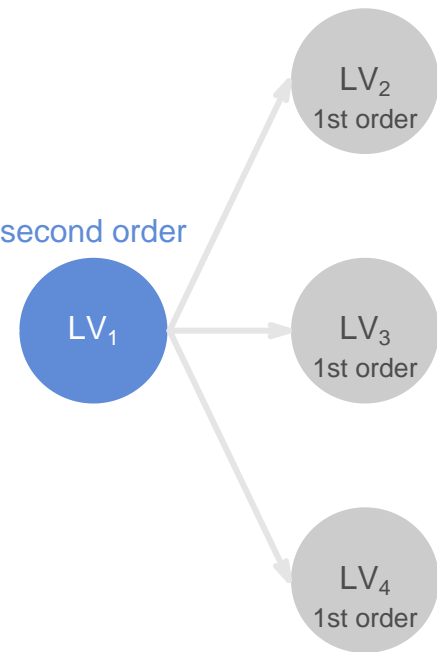 LV₂
1st order
second order
LV₁
LV₃
1st order
LV₄
1st order